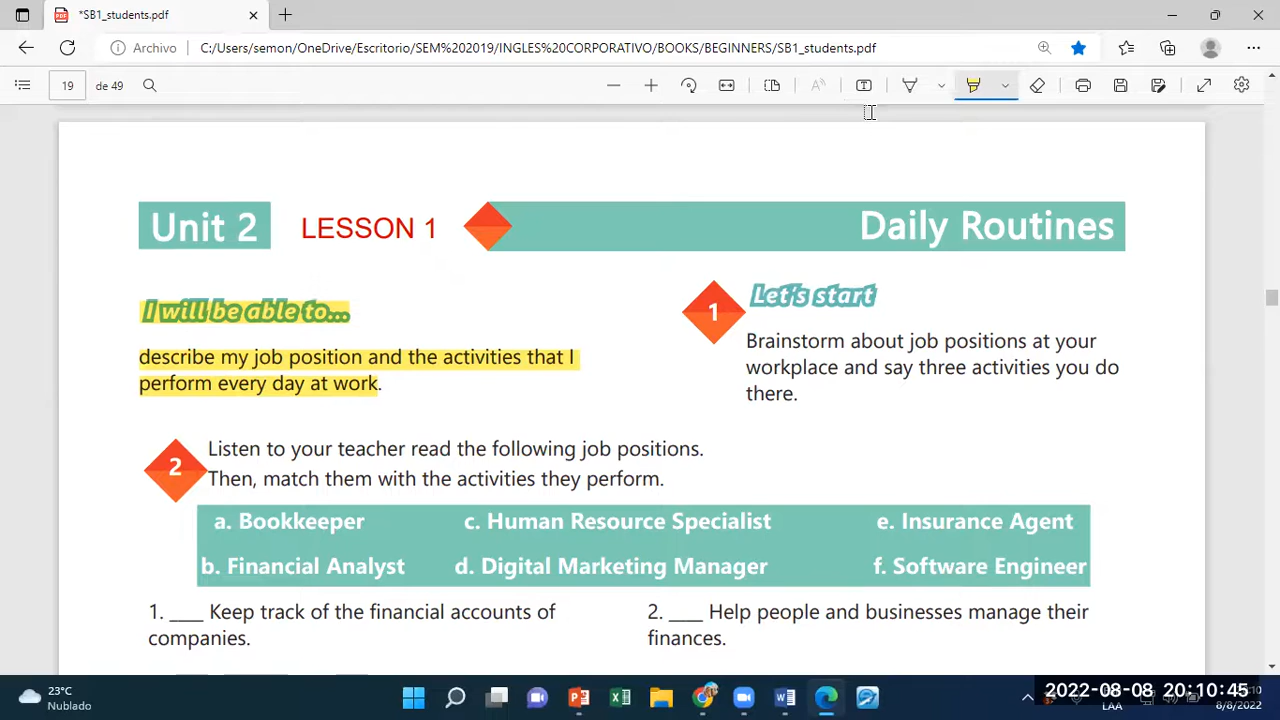 *SB1_students.pdf
Archivo
C:/Users/semon/OneDrive/Escritorio/SEM%202019/INGLES%20CORPORATIVO/BOOKS/BEGINNERS/SB1_students.pdf
19 de 49
Unit 2 LESSON 1 Daily Routines
I will be able to...
describe my job position and the activities that I
perform every day at work.
1 Let's start
Brainstorm about job positions at your
workplace and say three activities you do
there.
2 Listen to your teacher read the following job positions.
Then, match them with the activities they perform.
a. Bookkeeper c. Human Resource Specialist e. Insurance Agent
b. Financial Analyst d. Digital Marketing Manager f. Software Engineer
1. ____ Keep track of the financial accounts of
companies.
2. ____ Help people and businesses manage their
finances.
23°C
Nublado
2022-08-08 20:10:45
LAA 8/8/2022